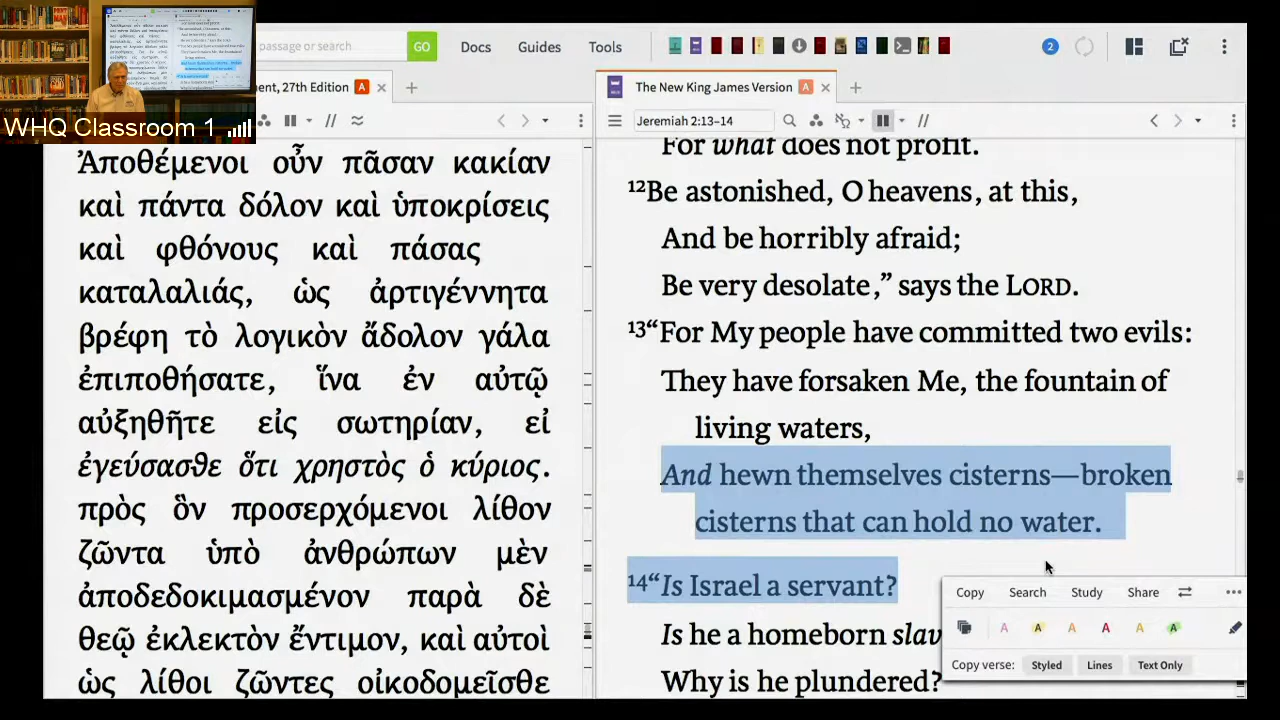 WHQ Classroom 1
passage or search
GO
Docs
Guides
Tools
2
ent, 27th Edition A
The New King James Version A
Jeremiah 2:13–14
Ἀποθέμενοι οὖν πᾶσαν κακίαν
καὶ πάντα δόλον καὶ ὑποκρίσεις
καὶ φθόνους καὶ πάσας
καταλαλιάς, ὡς ἀρτιγέννητα
βρέφη τὸ λογικὸν ἄδολον γάλα
ἐπιποθήσατε, ἵνα ἐν αὐτῷ
αὐξηθῆτε εἰς σωτηρίαν, εἰ
ἐγεύσασθε ὅτι χρηστὸς ὁ κύριος.
πρὸς ὃν προσερχόμενοι λίθον
ζῶντα ὑπὸ ἀνθρώπων μὲν
ἀποδεδοκιμασμένον παρὰ δὲ
θεῷ ἐκλεκτὸν ἔντιμον, καὶ αὐτοὶ
ὡς λίθοι ζῶντες οἰκοδομεῖσθε
For what does not profit.
12Be astonished, O heavens, at this,
And be horribly afraid;
Be very desolate,” says the LORD.
13“For My people have committed two evils:
They have forsaken Me, the fountain of
living waters,
And hewn themselves cisterns—broken
cisterns that can hold no water.
14“Is Israel a servant?
Is he a homeborn slav
Why is he plundered?
Copy Search Study Share
A A A A A A
Copy verse: Styled Lines Text Only